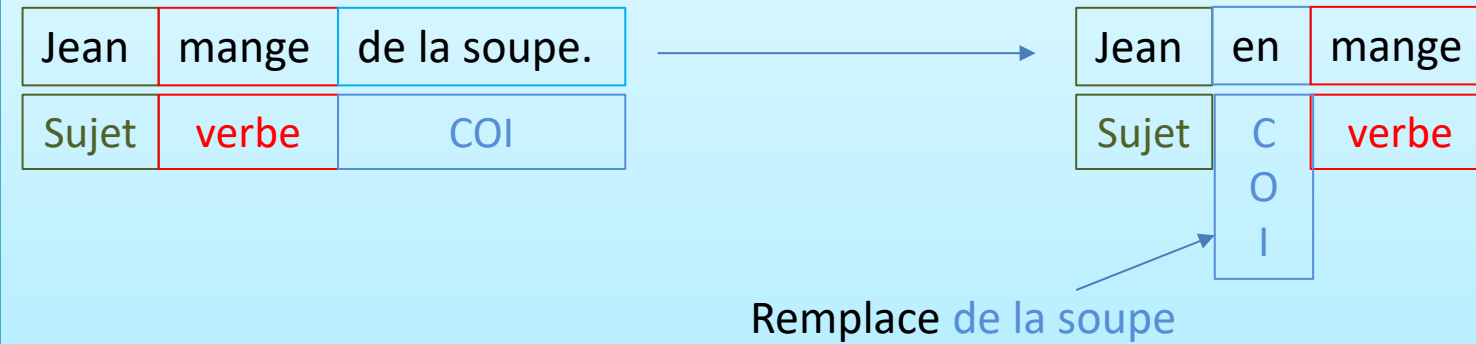 Jean mange de la soupe. Jean en mange
Sujet verbe COI Sujet C verbe
O
I
Remplace de la soupe